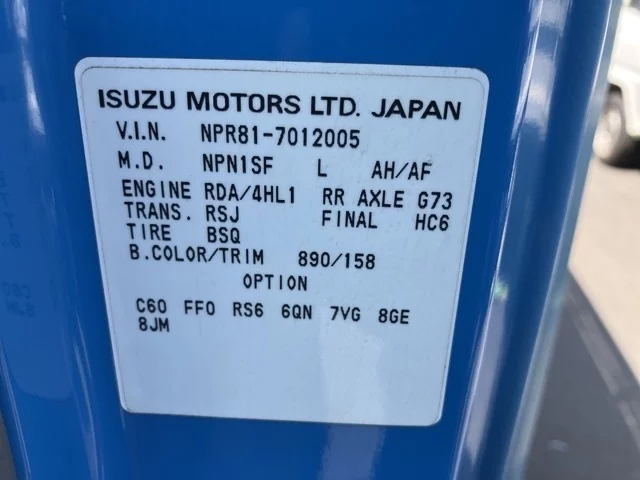 ISUZU MOTORS LTD. JAPAN
V.I.N. NPR81-7012005
M.D. NPN1SF L AH/AF
ENGINE RDA/4HL1 RR AXLE G73
TRANS. RSJ FINAL HC6
TIRE BSQ
B.COLOR/TRIM 890/158
OPTION
C60 FF0 RS6 6QN 7VG 8GE
8JM